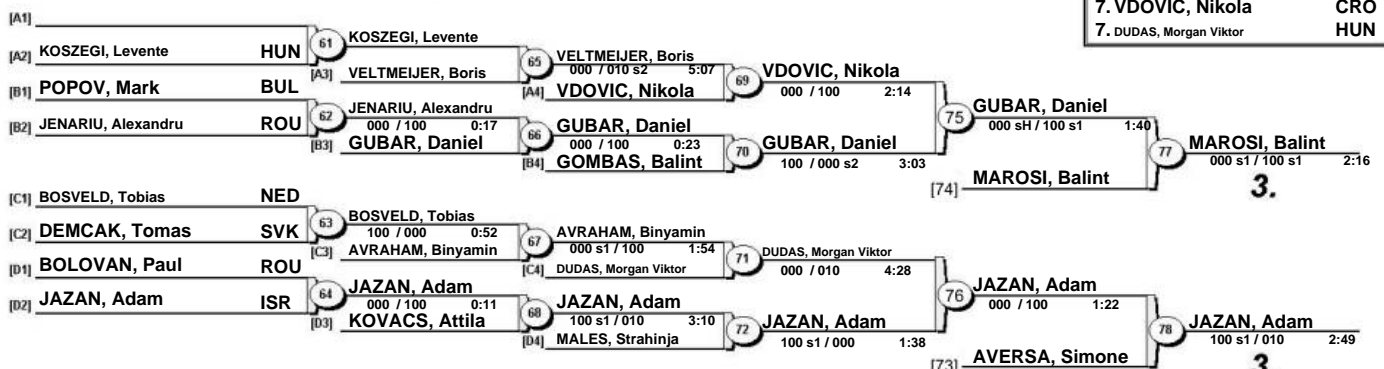 7. VDOVIC, Nikola CRO
7. DUDAS, Morgan Viktor HUN
[A1]
[A2] KOSZEGI, Levente HUN
61
KOSZEGI, Levente
[A3] VELTMEIJER, Boris
65
VELTMEIJER, Boris
000 / 010 s2 5:07
[A4] VDOVIC, Nikola
69
VDOVIC, Nikola
000 / 100 2:14
[B1] POPOV, Mark BUL
[B2] JENARIU, Alexandru ROU
62
JENARIU, Alexandru
000 / 100 0:17
[B3] GUBAR, Daniel
66
GUBAR, Daniel
000 / 100 0:23
[B4] GOMBAS, Balint
70
GUBAR, Daniel
100 / 000 s2 3:03
75
GUBAR, Daniel
000 sH / 100 s1 1:40
[74] MAROSI, Balint
77
MAROSI, Balint
000 s1 / 100 s1 2:16
3.
[C1] BOSVELD, Tobias NED
[C2] DEMCAK, Tomas SVK
63
BOSVELD, Tobias
100 / 000 0:52
[C3] AVRAHAM, Binyamin
67
AVRAHAM, Binyamin
000 s1 / 100 1:54
[C4] DUDAS, Morgan Viktor
71
DUDAS, Morgan Viktor
000 / 010 4:28
[D1] BOLOVAN, Paul ROU
[D2] JAZAN, Adam ISR
64
JAZAN, Adam
000 / 100 0:11
[D3] KOVACS, Attila
68
JAZAN, Adam
100 s1 / 010 3:10
[D4] MALES, Strahinja
72
JAZAN, Adam
100 s1 / 000 1:38
76
JAZAN, Adam
000 / 100 1:22
[73] AVERSA, Simone
78
JAZAN, Adam
100 s1 / 010 2:49
3.